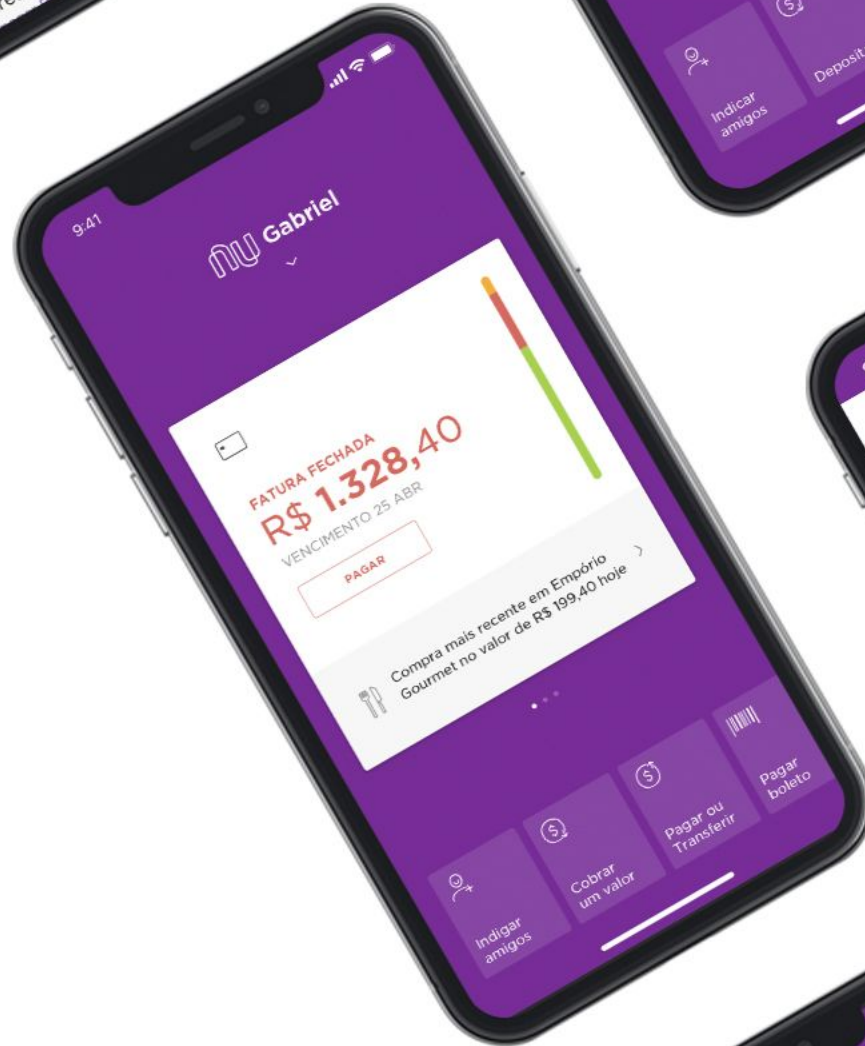 Indicar
amigos
9:41
nu Gabriel
FATURA FECHADA
R$ 1.328,40
VENCIMENTO 25 ABR
PAGAR
Compra mais recente em Empório
Gourmet no valor de R$ 199,40 hoje
Indigar
amigos
Cobrar
um valor
Pagar ou
Transferir
Pagar
boleto